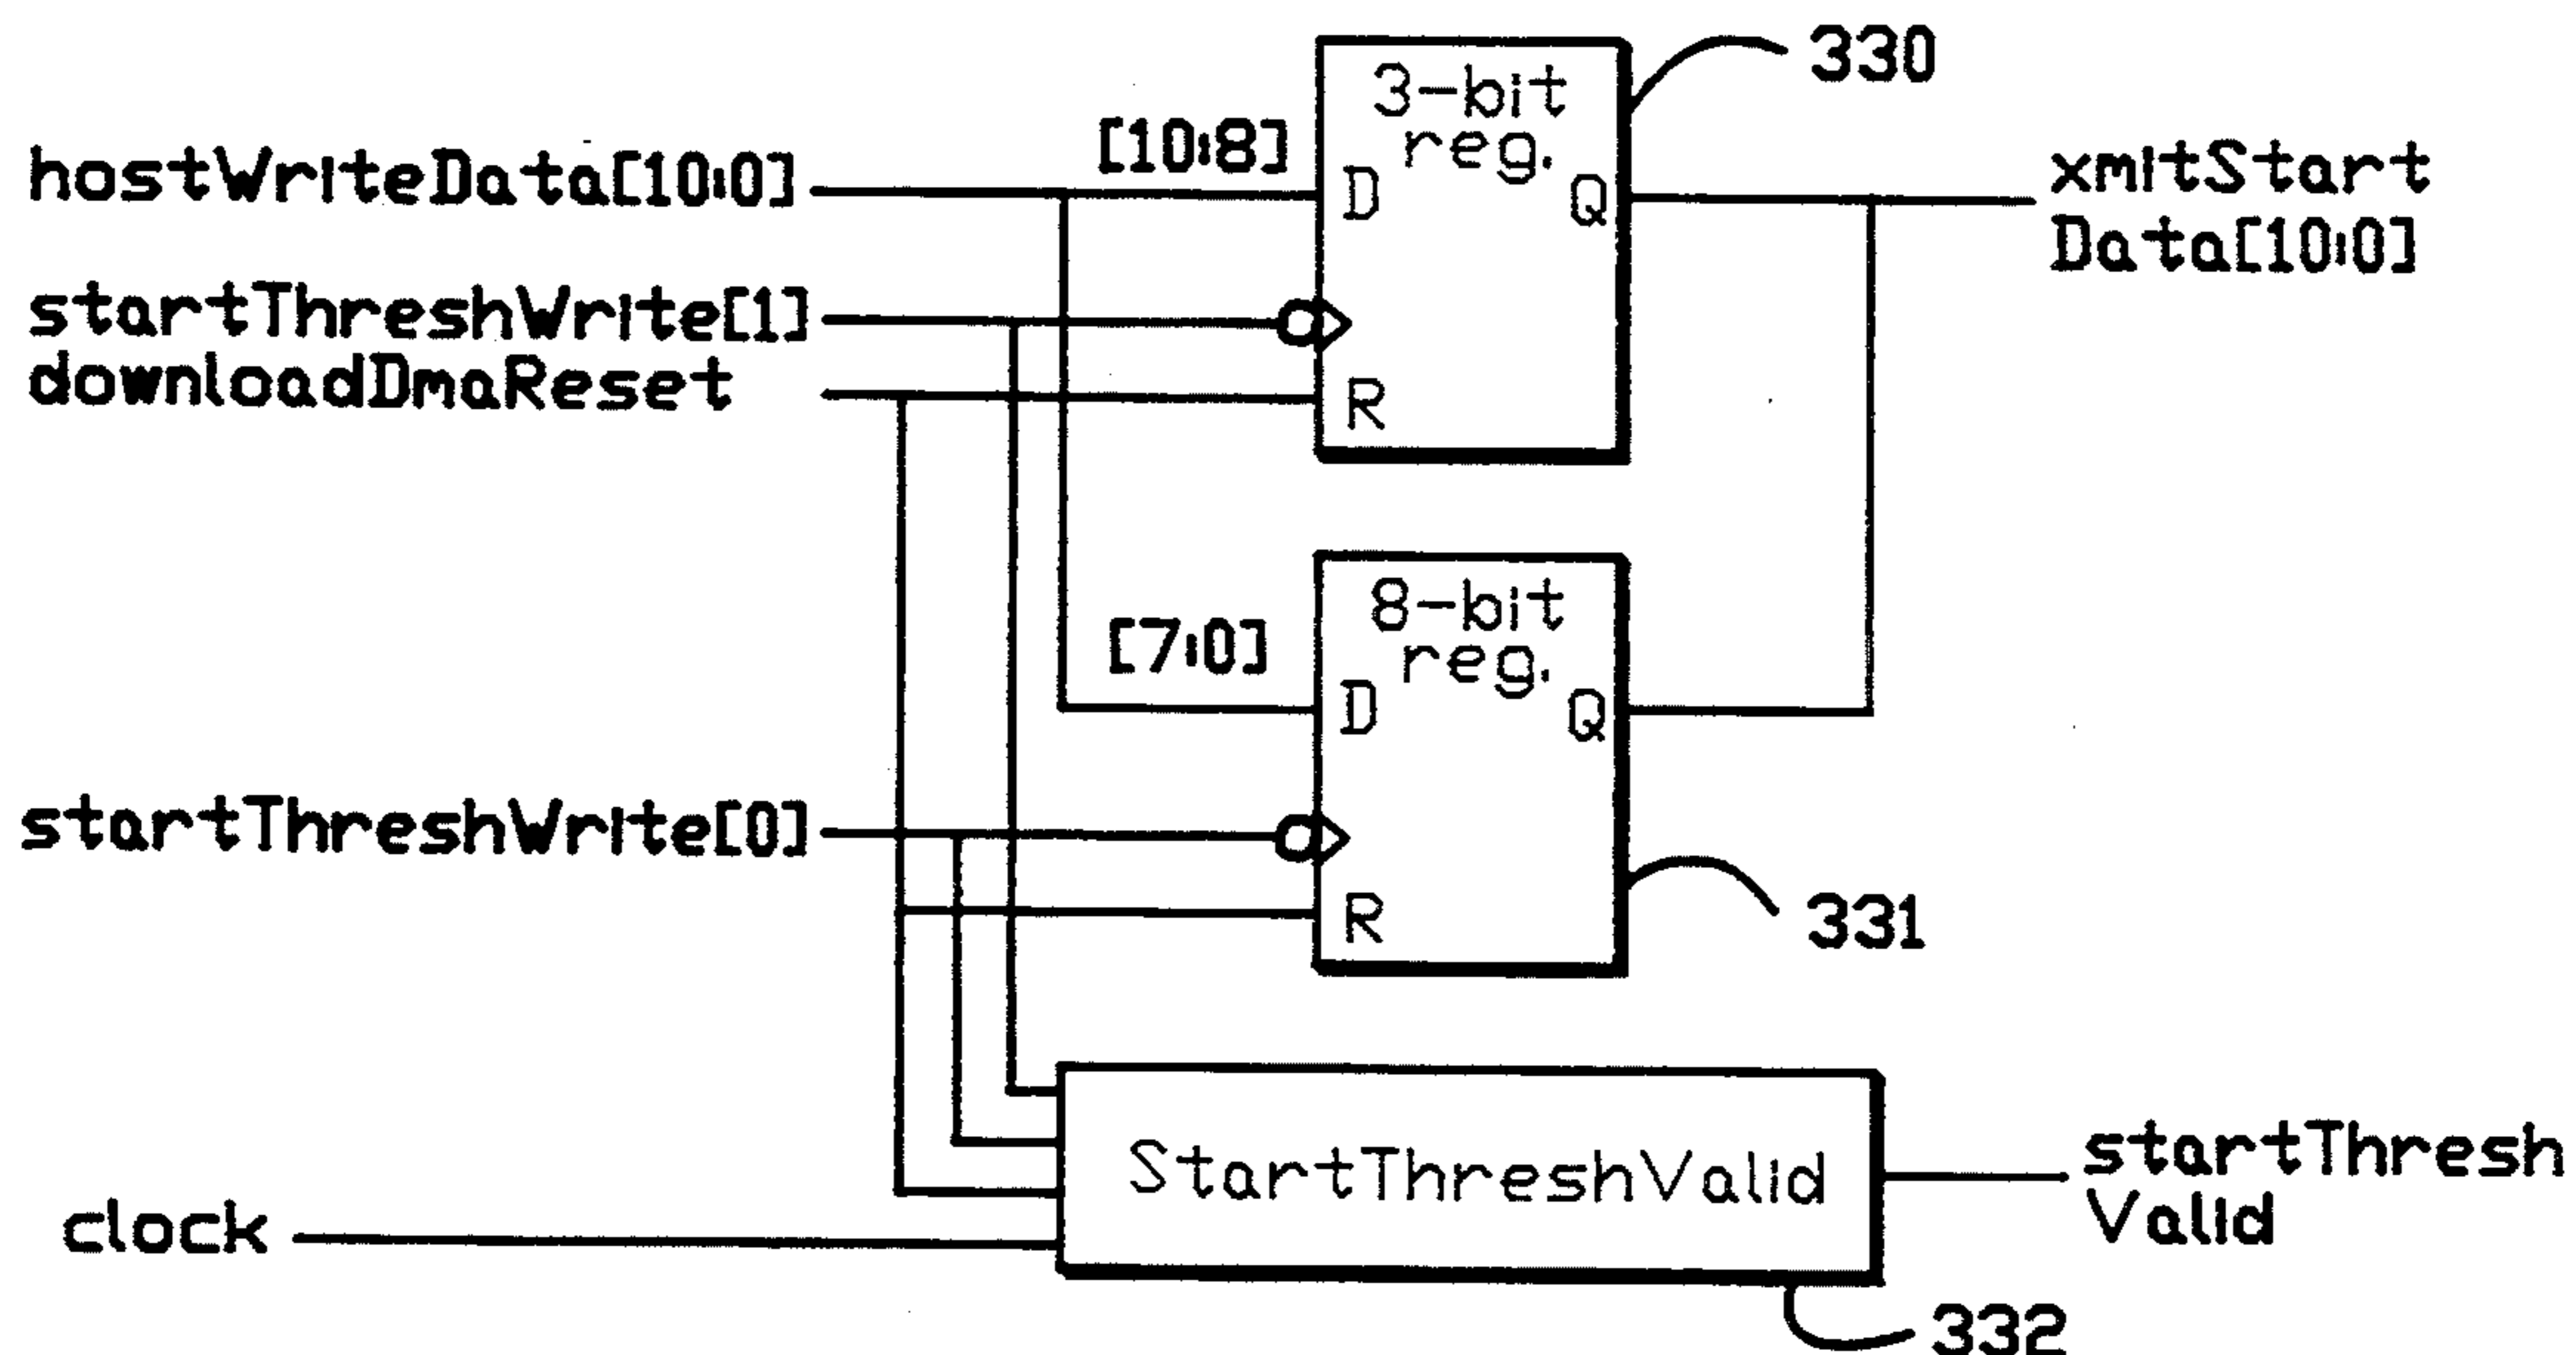 330
3-bit
reg.
[10:8]
hostWriteData[10:0]
D
Q
xmitStart
Data[10:0]
startThreshWrite[1]
downloadDmaReset
R
8-bit
reg.
[7:0]
D
Q
startThreshWrite[0]
R
331
StartThreshValid
startThresh
Valid
clock
332